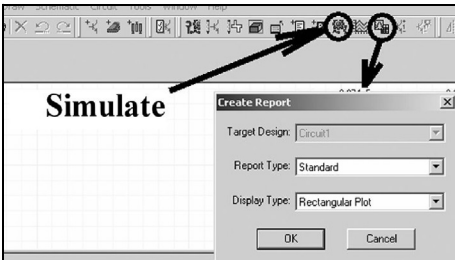 Draw Schematic Circuit Tools Window Help
Simulate
Create Report
Target Design: Circuit1
Report Type: Standard
Display Type: Rectangular Plot
OK Cancel